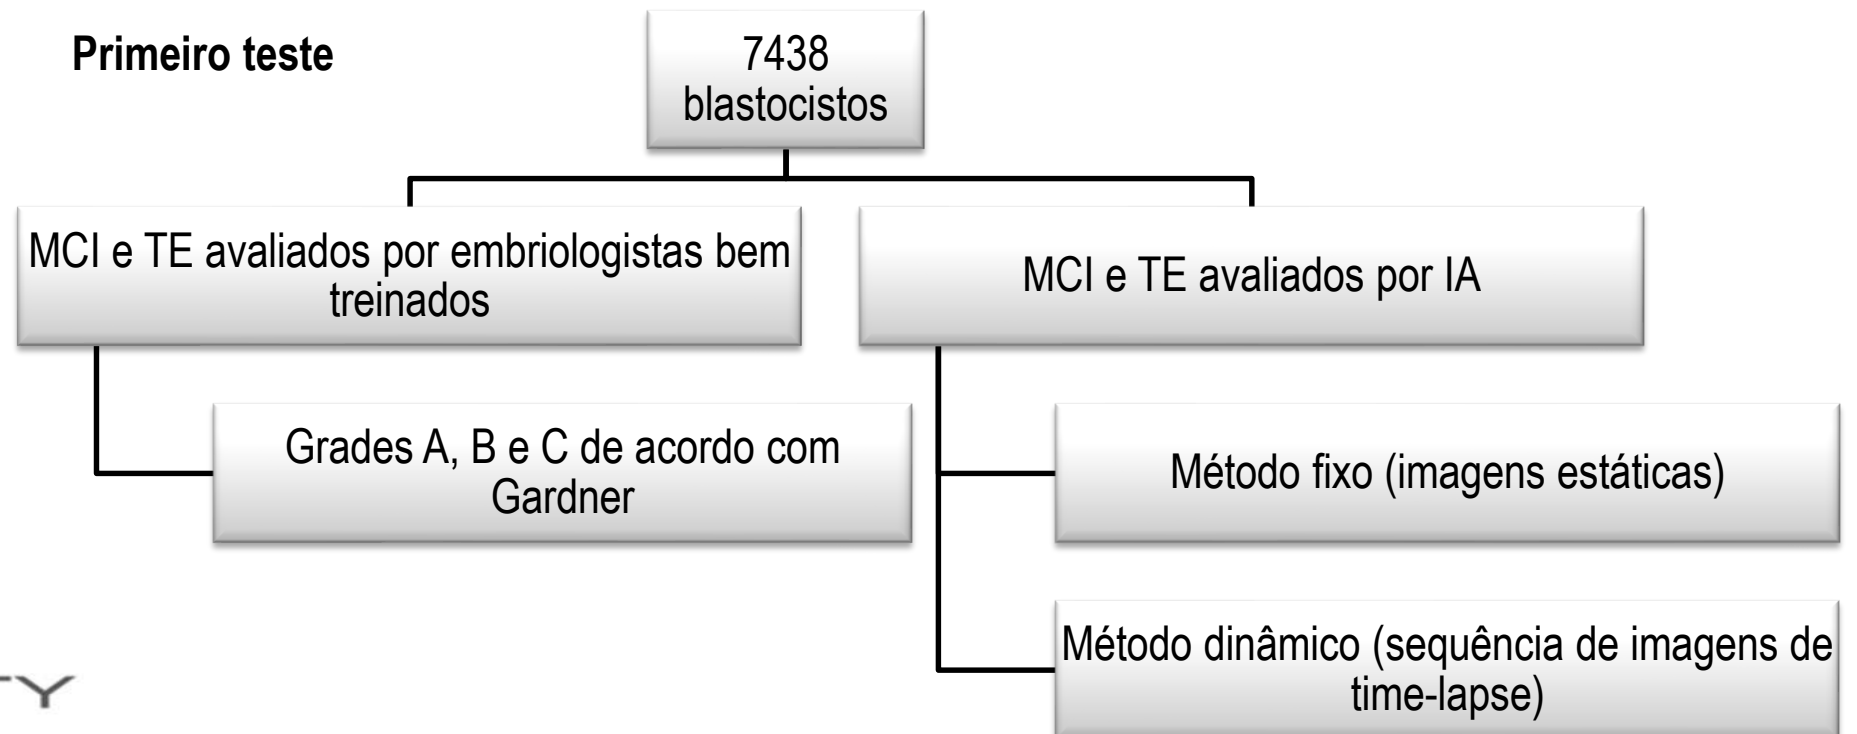 Primeiro teste
7438
blastocistos
MCI e TE avaliados por embriologistas bem
treinados
MCI e TE avaliados por IA
Grades A, B e C de acordo com
Gardner
Método fixo (imagens estáticas)
Método dinâmico (sequência de imagens de
time-lapse)